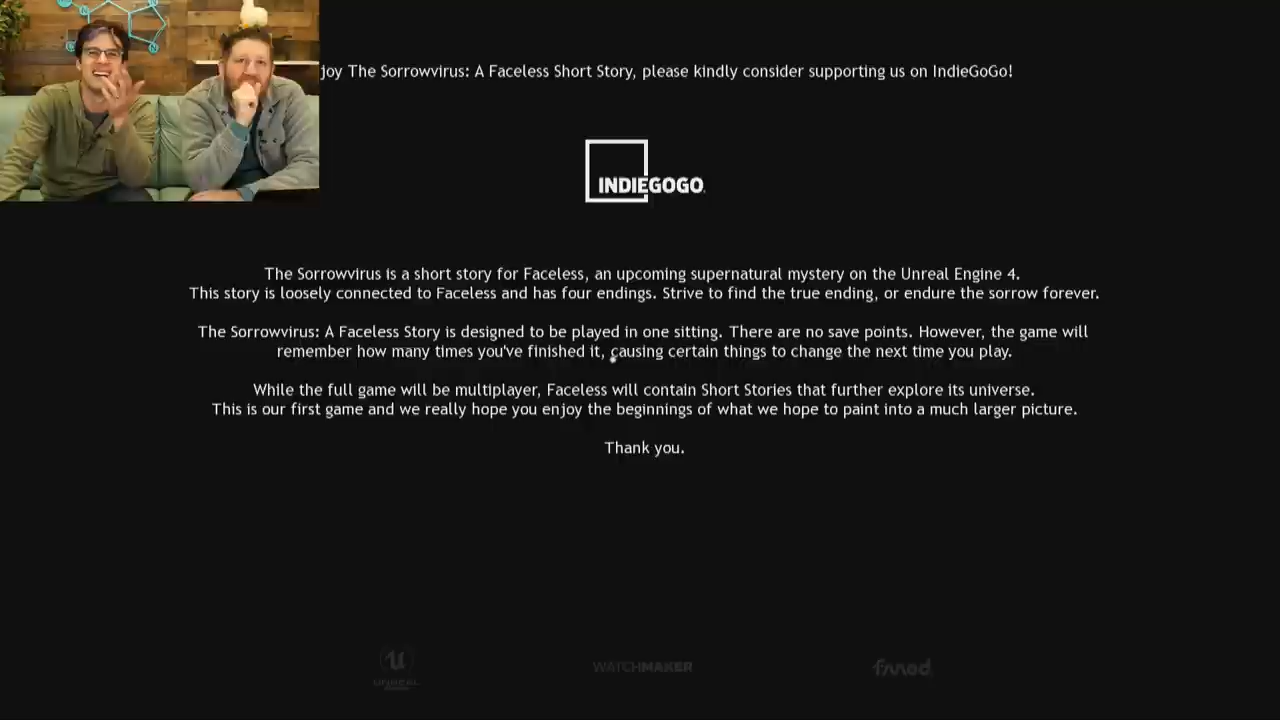 joy The Sorrowvirus: A Faceless Short Story, please kindly consider supporting us on IndieGoGo!
INDIEGOGO.
The Sorrowvirus is a short story for Faceless, an upcoming supernatural mystery on the Unreal Engine 4.
This story is loosely connected to Faceless and has four endings. Strive to find the true ending, or endure the sorrow forever.
The Sorrowvirus: A Faceless Story is designed to be played in one sitting. There are no save points. However, the game will
remember how many times you've finished it, causing certain things to change the next time you play.
While the full game will be multiplayer, Faceless will contain Short Stories that further explore its universe.
This is our first game and we really hope you enjoy the beginnings of what we hope to paint into a much larger picture.
Thank you.
UNREAL
WATCHMAKER